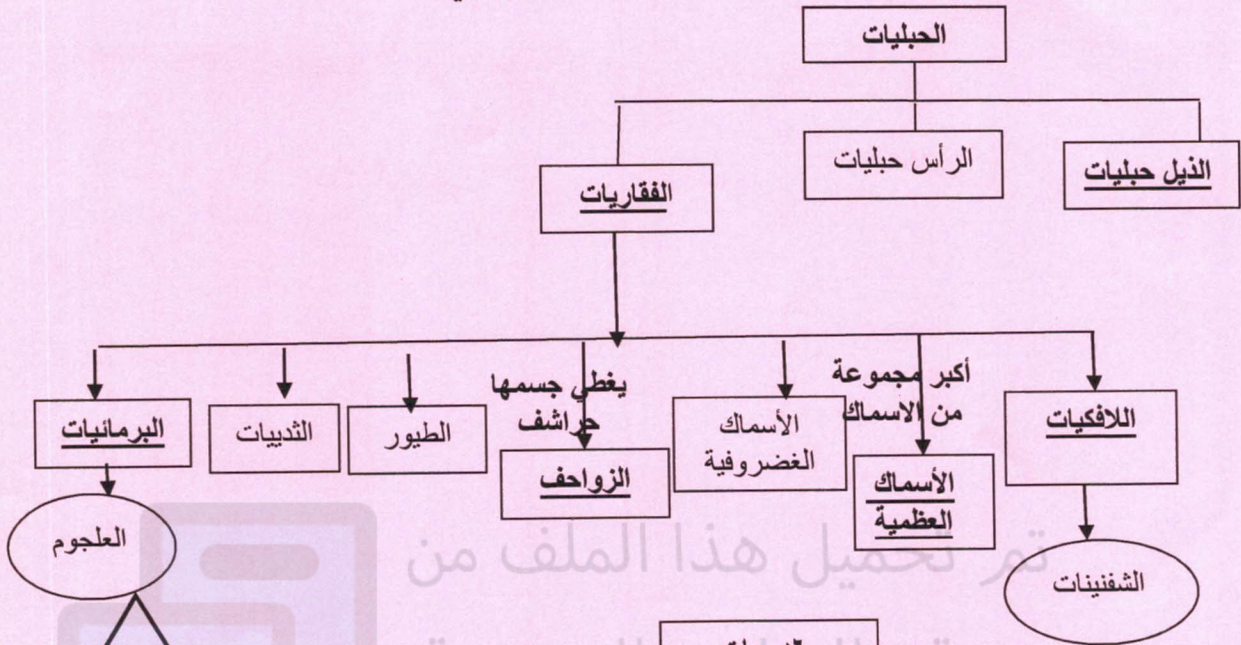 الحبليات
الذيل حبليات
الرأس حبليات
الفقاريات
أكبر مجموعة
من الاسماك
يغطي جسمها
حراشف
اللافكيات
الأسماك
العظمية
الأسماك
الغضروفية
الزواحف
الطيور
الثدييات
البرمائيات
العلجوم
الشفنينات
تم تحميل هذا الملف من